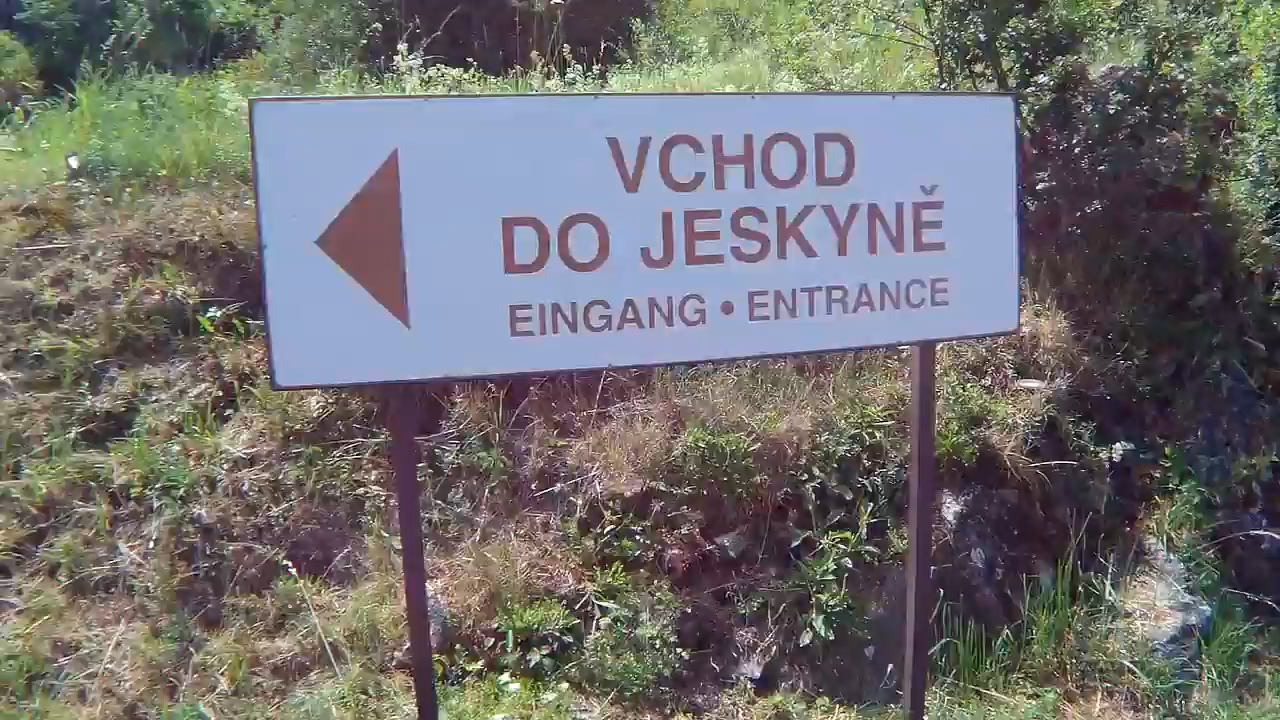 VCHOD
DO JESKYNĚ
EINGANG • ENTRANCE